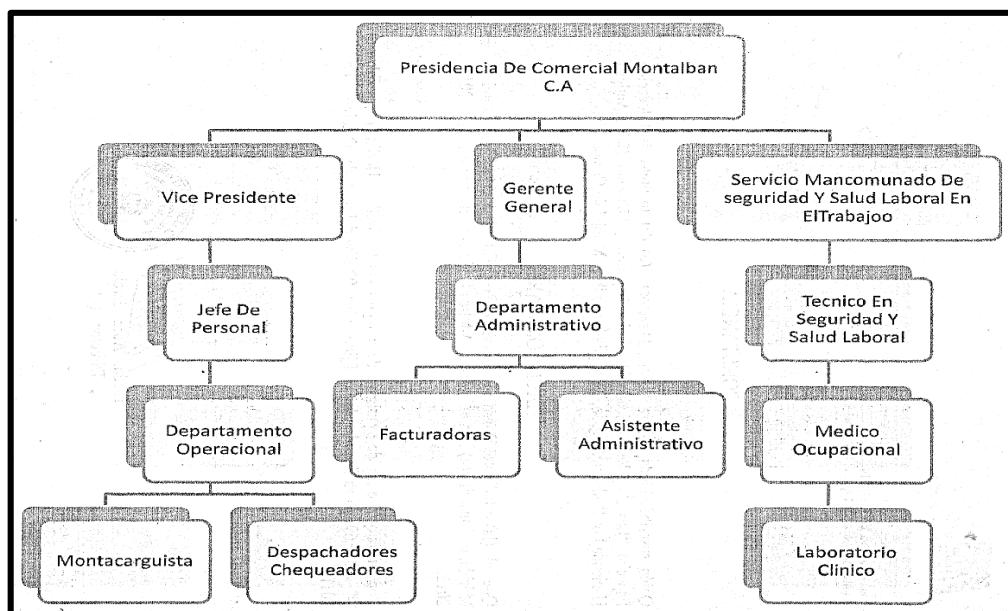 Presidencia De Comercial Montalban
C.A
Vice Presidente
Gerente
General
Servicio Mancomunado De
seguridad Y Salud Laboral En
ElTrabajoo
Jefe De
Personal
Departamento
Administrativo
Tecnico En
Seguridad Y
Salud Laboral
Departamento
Operacional
Facturadoras
Asistente
Administrativo
Medico
Ocupacional
Montacarguista
Despachadores
Chequeadores
Laboratorio
Clinico